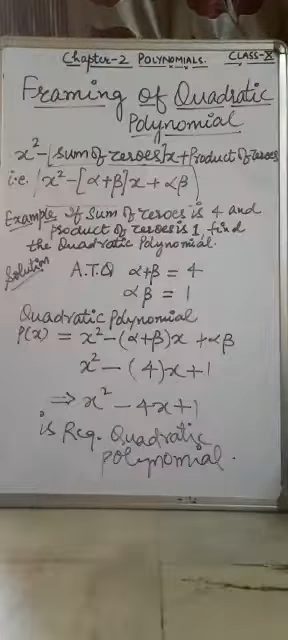 Chapter-2 POLYNOMIALS. CLASS-X
Framing of Quadratic
Polynomial
x² - [Sum of zeroes]x + Product of zeroes
i.e. (x² - [α+β]x + αβ)
Example If Sum of zeroes is 4 and
product of zeroes is 1, find
the Quadratic Polynomial.
Solution A.T.Q α+β = 4
αβ = 1
Quadratic Polynomial
P(x) = x² - (α+β)x + αβ
x² - (4)x + 1
⇒ x² - 4x + 1
is Req. Quadratic
polynomial.